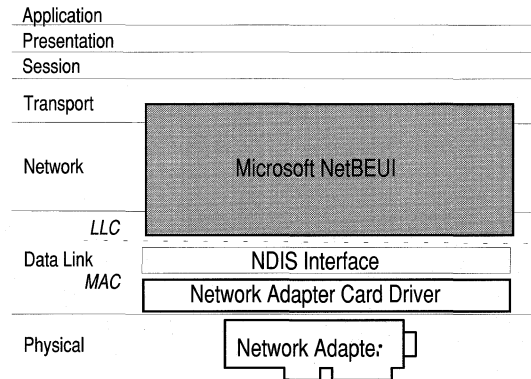 Application
Presentation
Session
Transport
Network
Microsoft NetBEUI
LLC
Data Link
NDIS Interface
MAC
Network Adapter Card Driver
Physical
Network Adapter